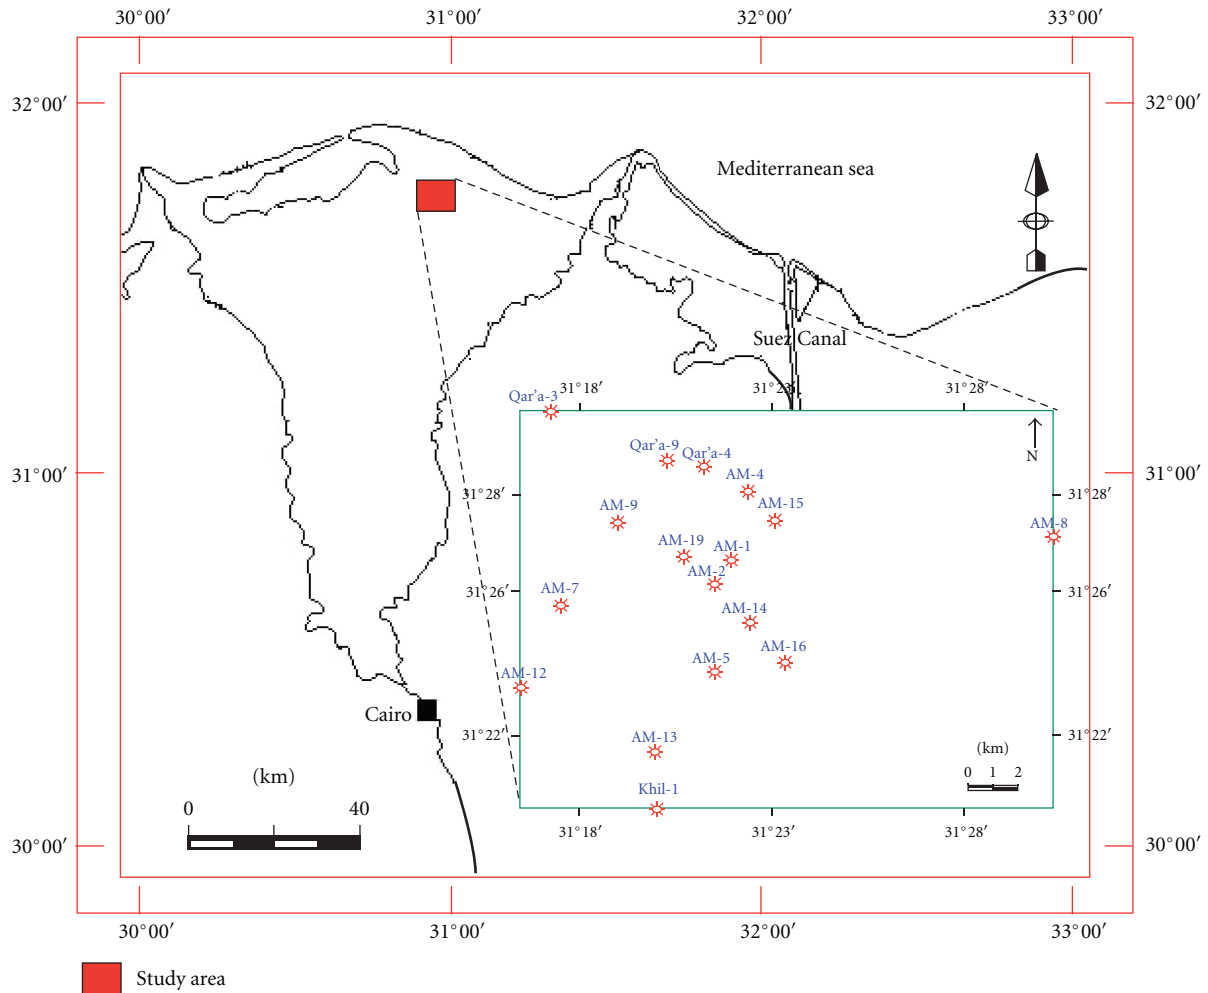 30°00′ 31°00′ 32°00′ 33°00′
32°00′ 32°00′
Mediterranean sea
Suez Canal
31°18′ 31°23′ 31°28′
Qar'a-3
N
Qar'a-9 Qar'a-4
AM-4
31°00′ 31°00′
31°28′ 31°28′
AM-9 AM-15
AM-8
AM-19 AM-1
AM-2
31°26′ 31°26′
AM-7
AM-14
AM-16
AM-5
AM-12
Cairo
31°22′ 31°22′
AM-13
(km)
0 1 2
(km)
Khil-1
0 40
31°18′ 31°23′ 31°28′
30°00′ 30°00′
30°00′ 31°00′ 32°00′ 33°00′
Study area